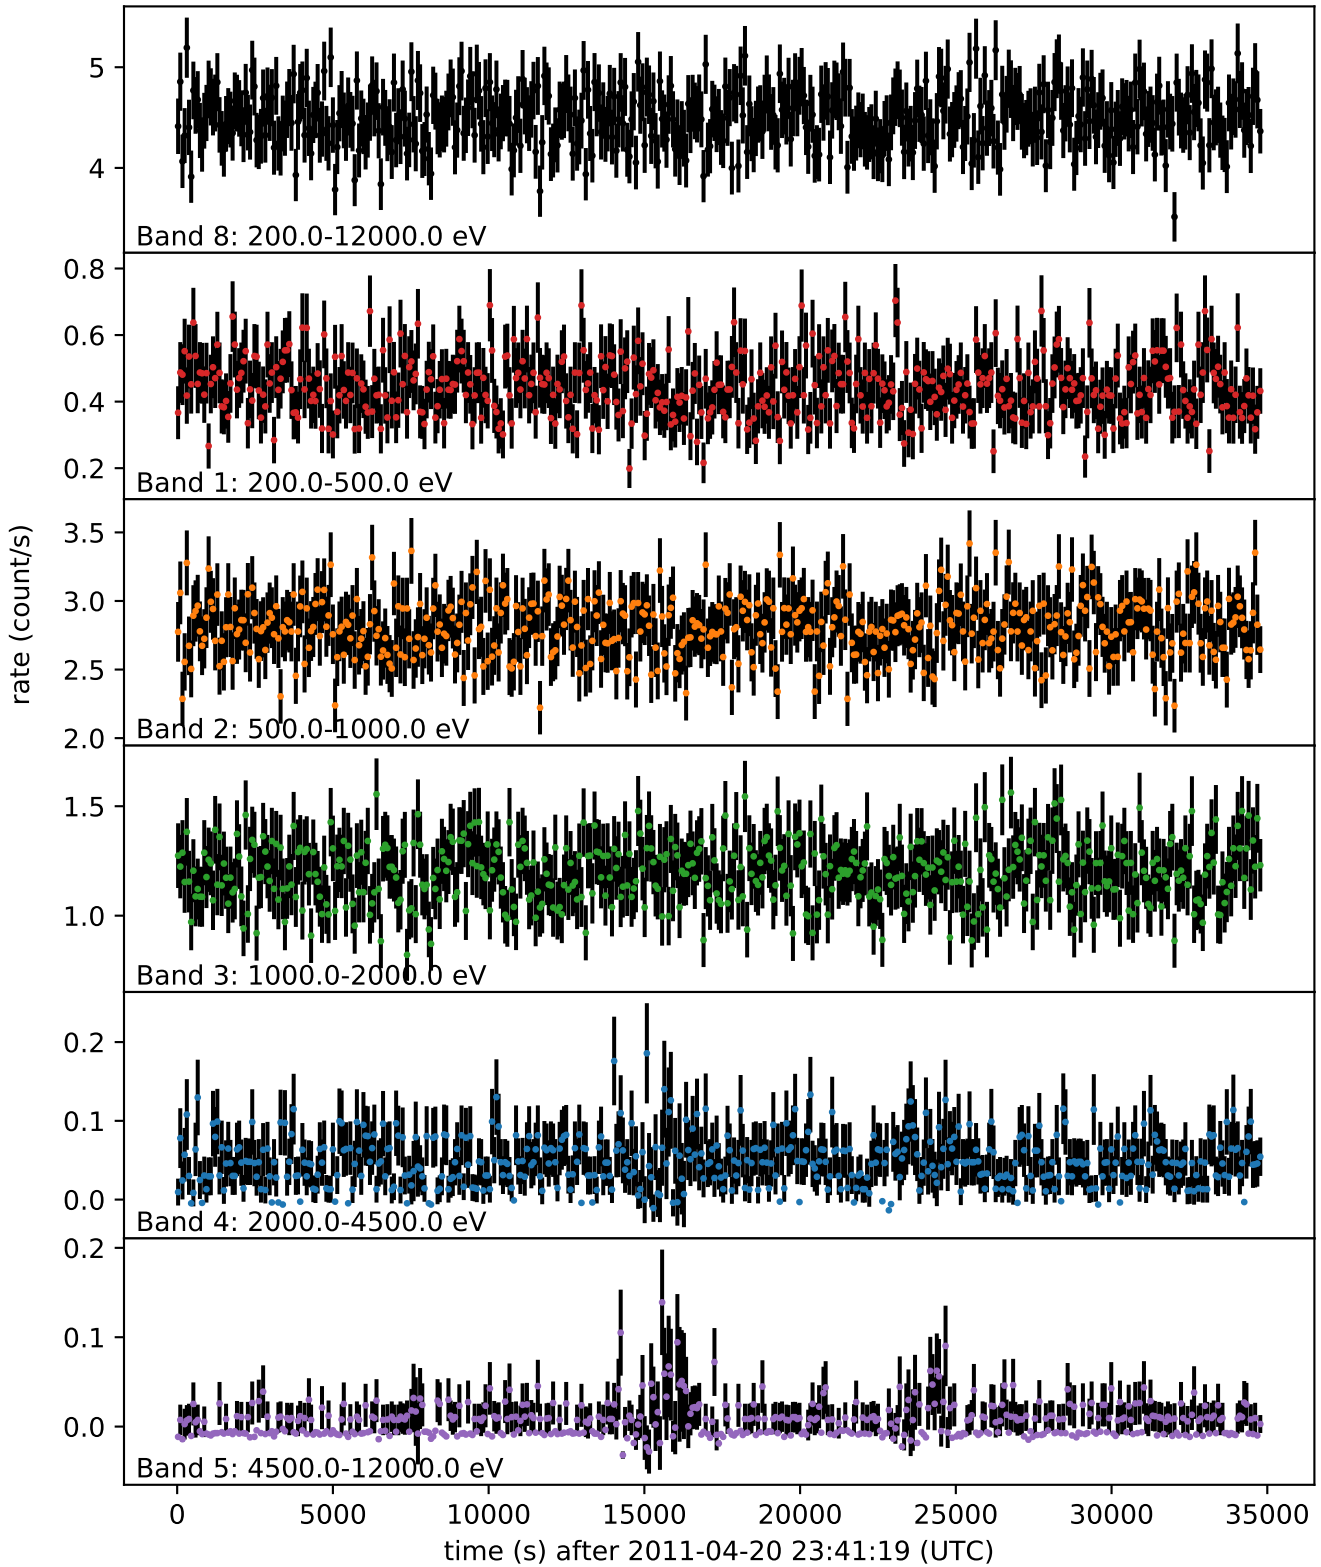 5
4
Band 8: 200.0-12000.0 eV
0.8
0.6
0.4
0.2
Band 1: 200.0-500.0 eV
3.5
3.0
2.5
2.0
Band 2: 500.0-1000.0 eV
rate (count/s)
1.5
1.0
Band 3: 1000.0-2000.0 eV
0.2
0.1
0.0
Band 4: 2000.0-4500.0 eV
0.2
0.1
0.0
Band 5: 4500.0-12000.0 eV
0 5000 10000 15000 20000 25000 30000 35000
time (s) after 2011-04-20 23:41:19 (UTC)